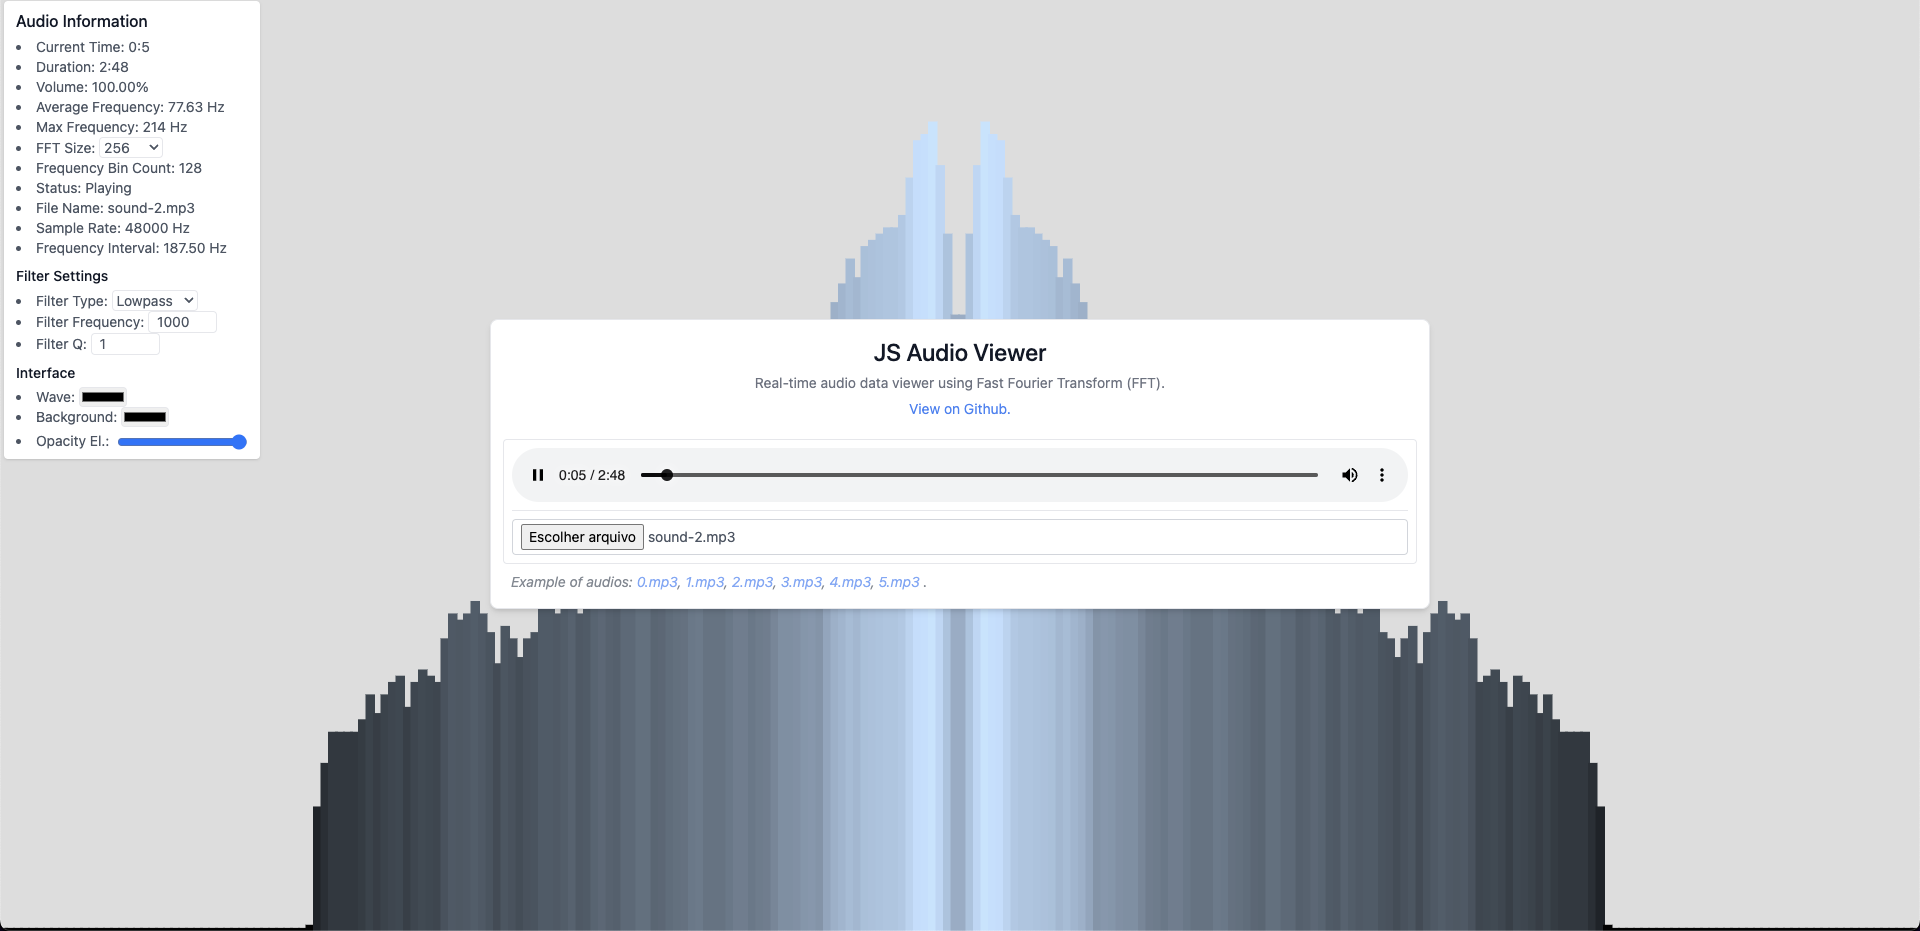 Audio Information
Current Time: 0:5
Duration: 2:48
Volume: 100.00%
Average Frequency: 77.63 Hz
Max Frequency: 214 Hz
FFT Size: 256
Frequency Bin Count: 128
Status: Playing
File Name: sound-2.mp3
Sample Rate: 48000 Hz
Frequency Interval: 187.50 Hz
Filter Settings
Filter Type: Lowpass
Filter Frequency: 1000
Filter Q: 1
Interface
Wave:
Background:
Opacity El.:
JS Audio Viewer
Real-time audio data viewer using Fast Fourier Transform (FFT).
View on Github.
0:05 / 2:48
Escolher arquivo sound-2.mp3
Example of audios: 0.mp3, 1.mp3, 2.mp3, 3.mp3, 4.mp3, 5.mp3 .